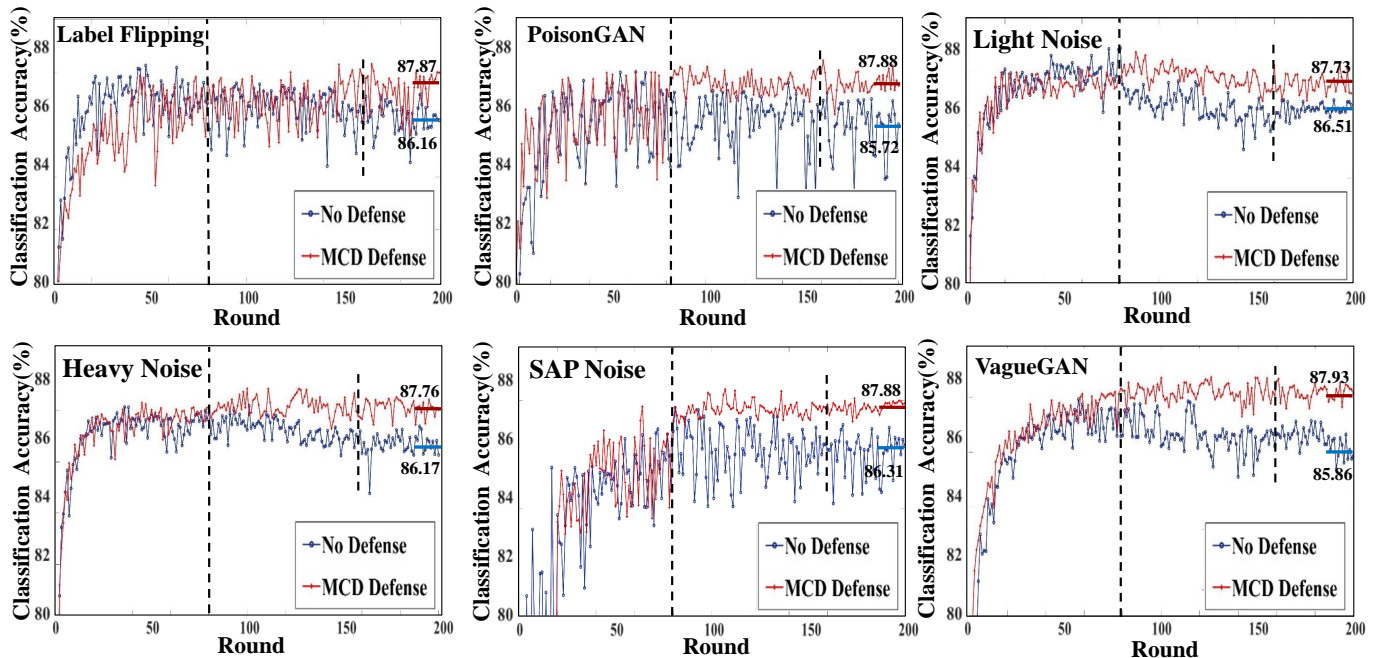 Label Flipping
Classification Accuracy(%)
88
86
84
82
80
87.87
86.16
No Defense
MCD Defense
0
50
100
150
200
Round
PoisonGAN
Classification Accuracy(%)
88
86
84
82
80
87.88
85.72
No Defense
MCD Defense
0
50
100
150
200
Round
Light Noise
Classification Accuracy(%)
88
86
84
82
80
87.73
86.51
No Defense
MCD Defense
0
50
100
150
200
Round
Heavy Noise
Classification Accuracy(%)
88
86
84
82
80
87.76
86.17
No Defense
MCD Defense
0
50
100
150
200
Round
SAP Noise
Classification Accuracy(%)
88
86
84
82
80
87.88
86.31
No Defense
MCD Defense
0
50
100
150
200
Round
VagueGAN
Classification Accuracy(%)
88
86
84
82
80
87.93
85.86
No Defense
MCD Defense
0
50
100
150
200
Round